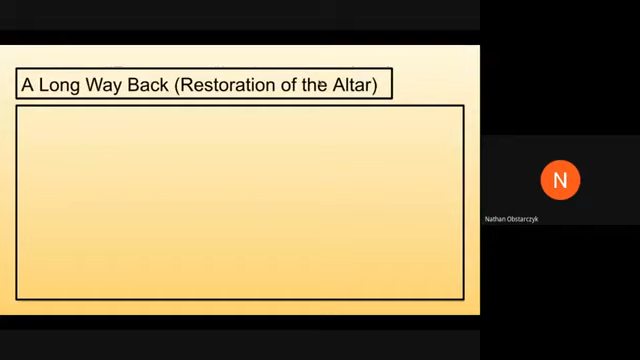 A Long Way Back (Restoration of the Altar)
N
Nathan Obstarczyk